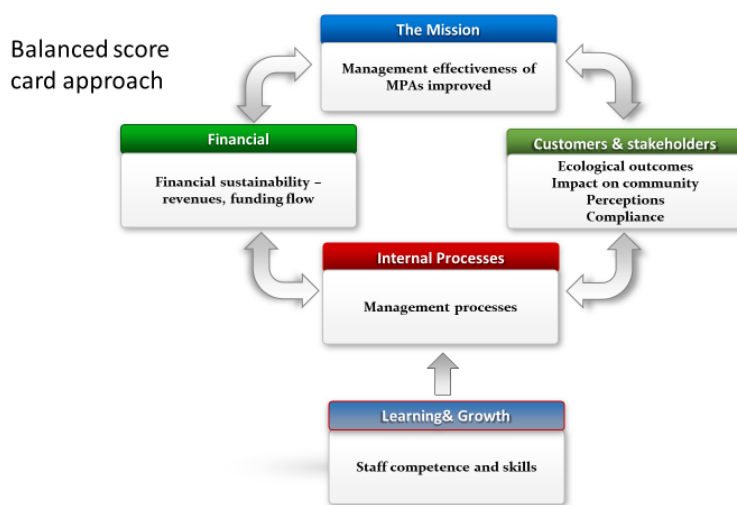 Balanced score
card approach
The Mission
Management effectiveness of
MPAs improved
Financial
Financial sustainability –
revenues, funding flow
Customers & stakeholders
Ecological outcomes
Impact on community
Perceptions
Compliance
Internal Processes
Management processes
Learning& Growth
Staff competence and skills